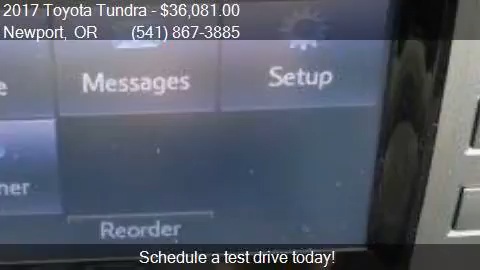 2017 Toyota Tundra - $36,081.00
Newport, OR (541) 867-3885
Messages
Setup
Reorder
Schedule a test drive today!